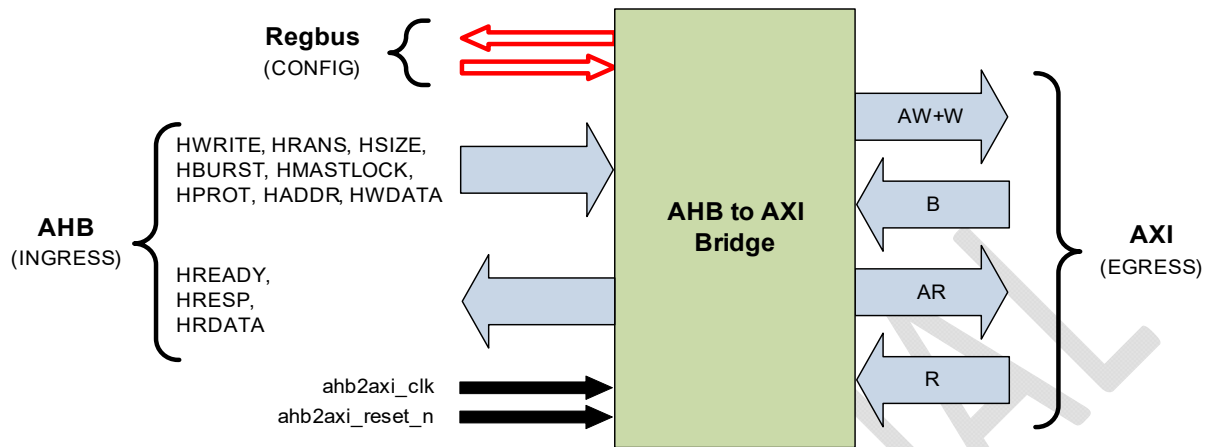 Regbus
(CONFIG)
HWRITE, HRANS, HSIZE,
HBURST, HMASTLOCK,
HPROT, HADDR, HWDATA
AHB
(INGRESS)
HREADY,
HRESP,
HRDATA
ahb2axi_clk
ahb2axi_reset_n
AHB to AXI
Bridge
AW+W
B
AR
R
AXI
(EGRESS)